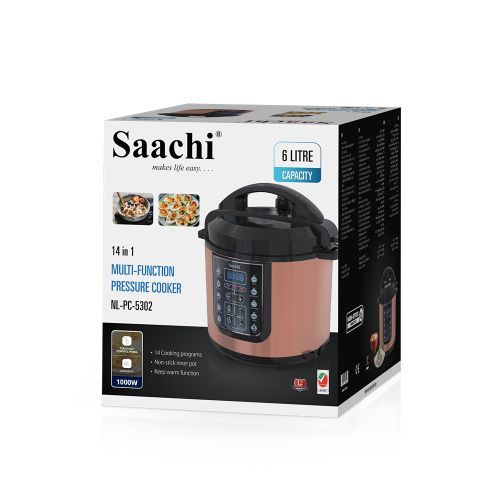 Saachi®
makes life easy....
6 LITRE
CAPACITY
14 in 1
MULTI-FUNCTION
PRESSURE COOKER
NL-PC-5302
Saachi
1000W
• 14 Cooking programs
• Non-stick inner pot
• Keep warm function